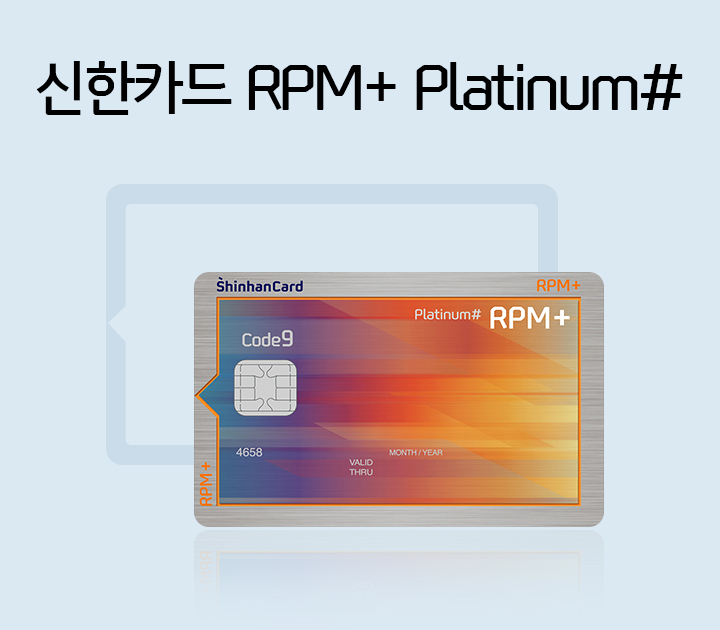 신한카드 RPM+ Platinum#
ShinhanCard
RPM+
Platinum# RPM+
Code9
4658
MONTH / YEAR
VALID
THRU
RPM+